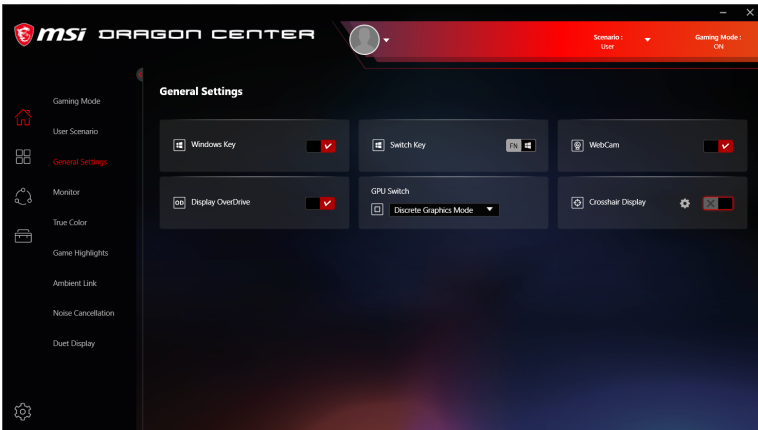 msi DRAGON CENTER
Scenario :
User
Gaming Mode :
ON
Gaming Mode
User Scenario
General Settings
Monitor
True Color
Game Highlights
Ambient Link
Noise Cancellation
Duet Display
General Settings
Windows Key
Switch Key
FN
WebCam
OD
Display OverDrive
GPU Switch
Discrete Graphics Mode
Crosshair Display